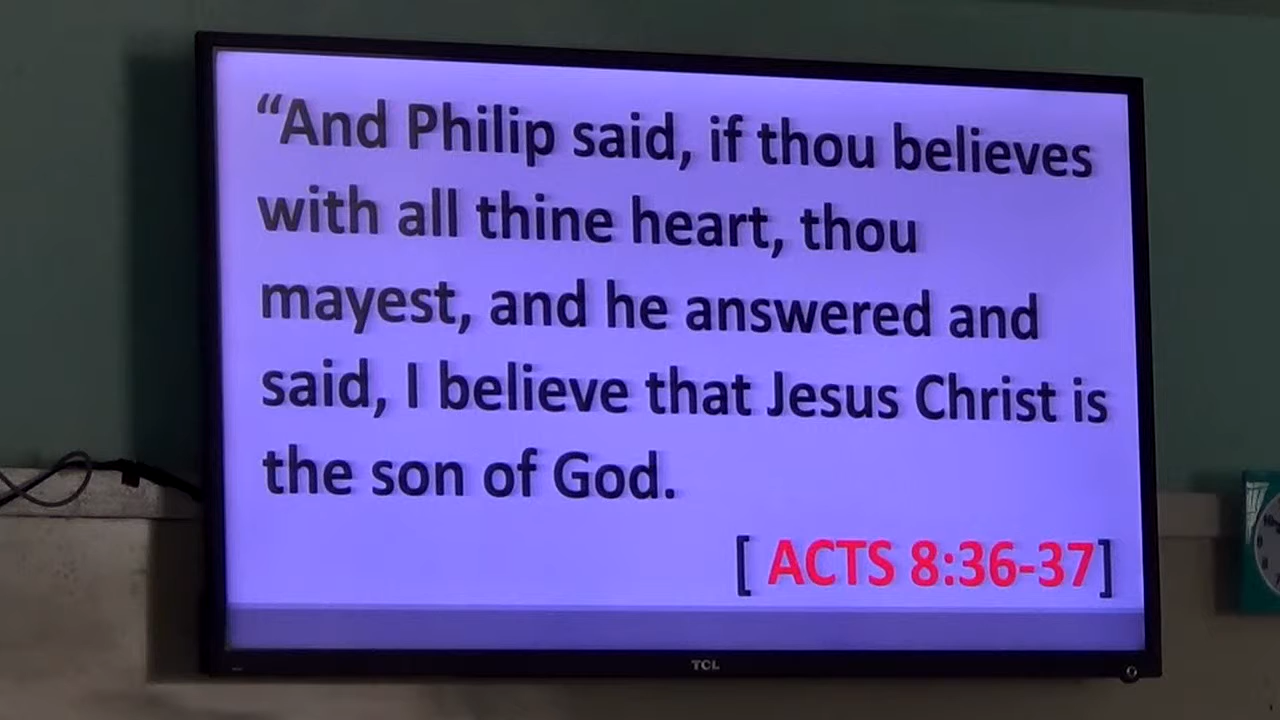 “And Philip said, if thou believes
with all thine heart, thou
mayest, and he answered and
said, I believe that Jesus Christ is
the son of God.
[ ACTS 8:36-37]
TCL